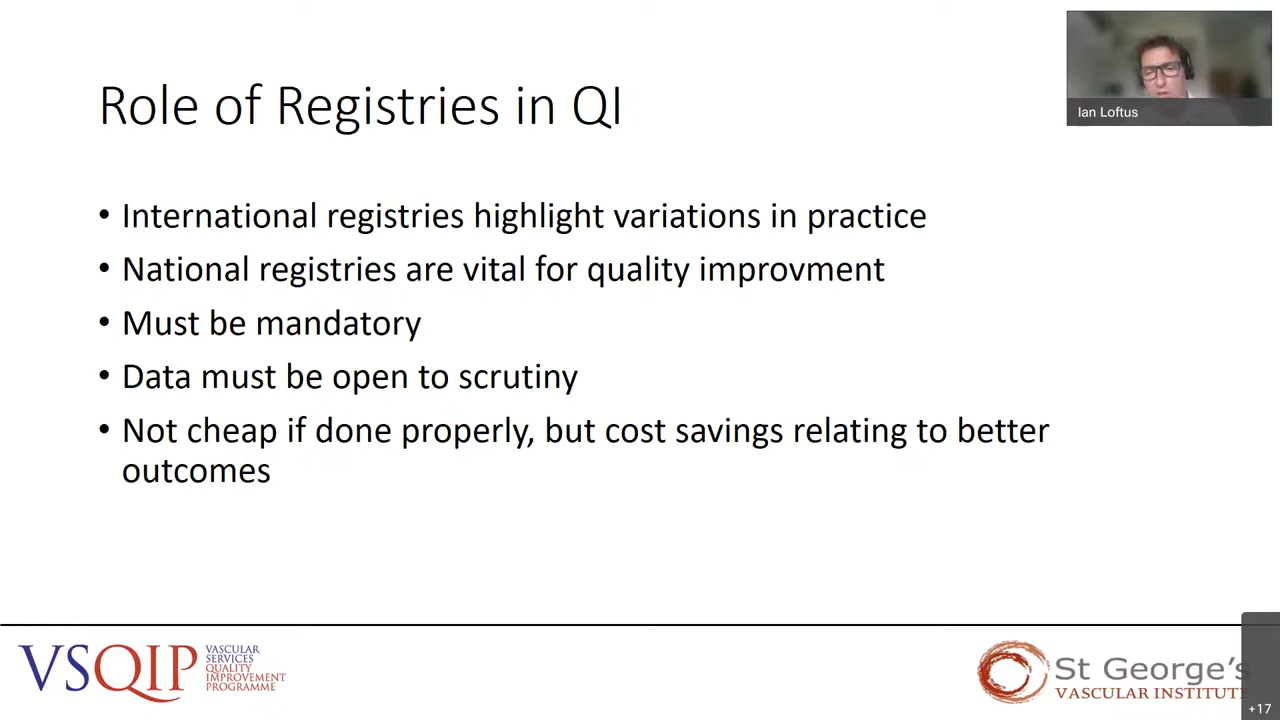 Role of Registries in QI
Ian Loftus
• International registries highlight variations in practice
• National registries are vital for quality improvment
• Must be mandatory
• Data must be open to scrutiny
• Not cheap if done properly, but cost savings relating to better
outcomes
VSQIP
VASCULAR
SERVICES
QUALITY
IMPROVEMENT
PROGRAMME
St George's
VASCULAR INSTITUTE
+17